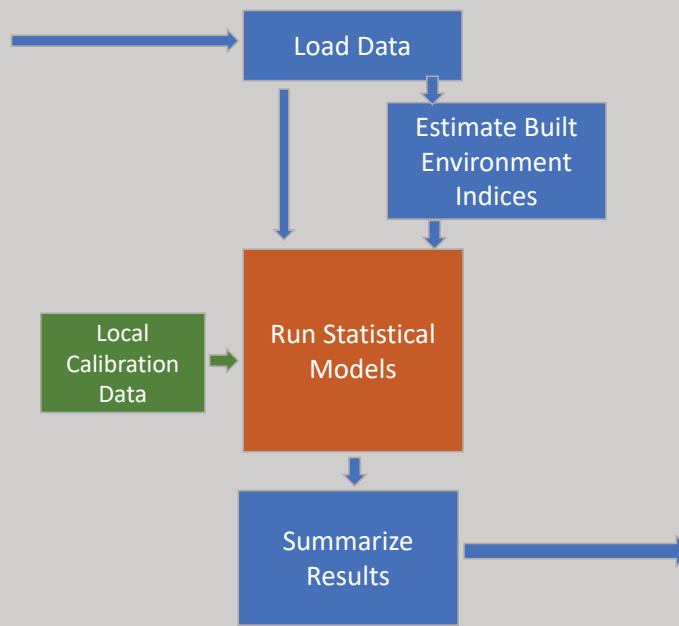 Load Data
Estimate Built
Environment
Indices
Local
Calibration
Data
Run Statistical
Models
Summarize
Results